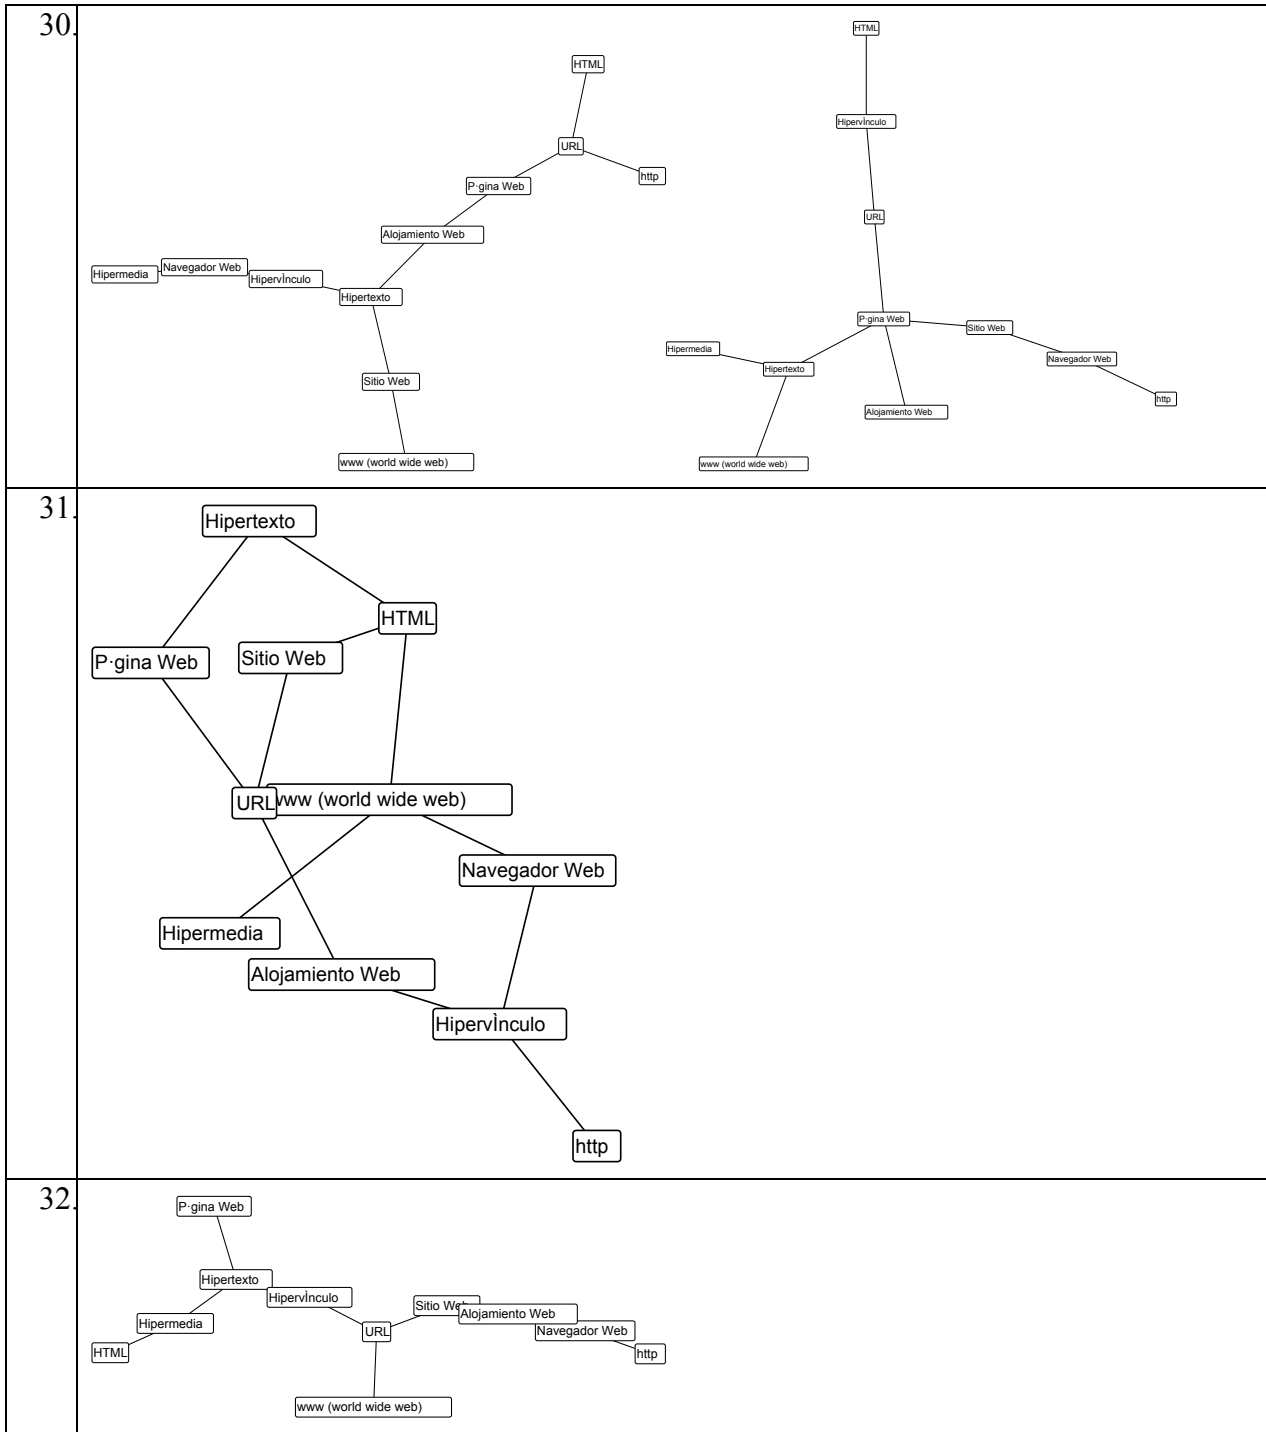 30.
HTML
URL
http
P·gina Web
Alojamiento Web
Hipermedia
Navegador Web
HipervÌnculo
Hipertexto
Sitio Web
www (world wide web)
HTML
HipervÌnculo
URL
P·gina Web
Sitio Web
Hipermedia
Navegador Web
Hipertexto
http
Alojamiento Web
www (world wide web)
31.
Hipertexto
HTML
P·gina Web
Sitio Web
URL
www (world wide web)
Navegador Web
Hipermedia
Alojamiento Web
HipervÌnculo
http
32.
P·gina Web
Hipertexto
HipervÌnculo
Sitio Web
Alojamiento Web
Hipermedia
URL
Navegador Web
HTML
http
www (world wide web)